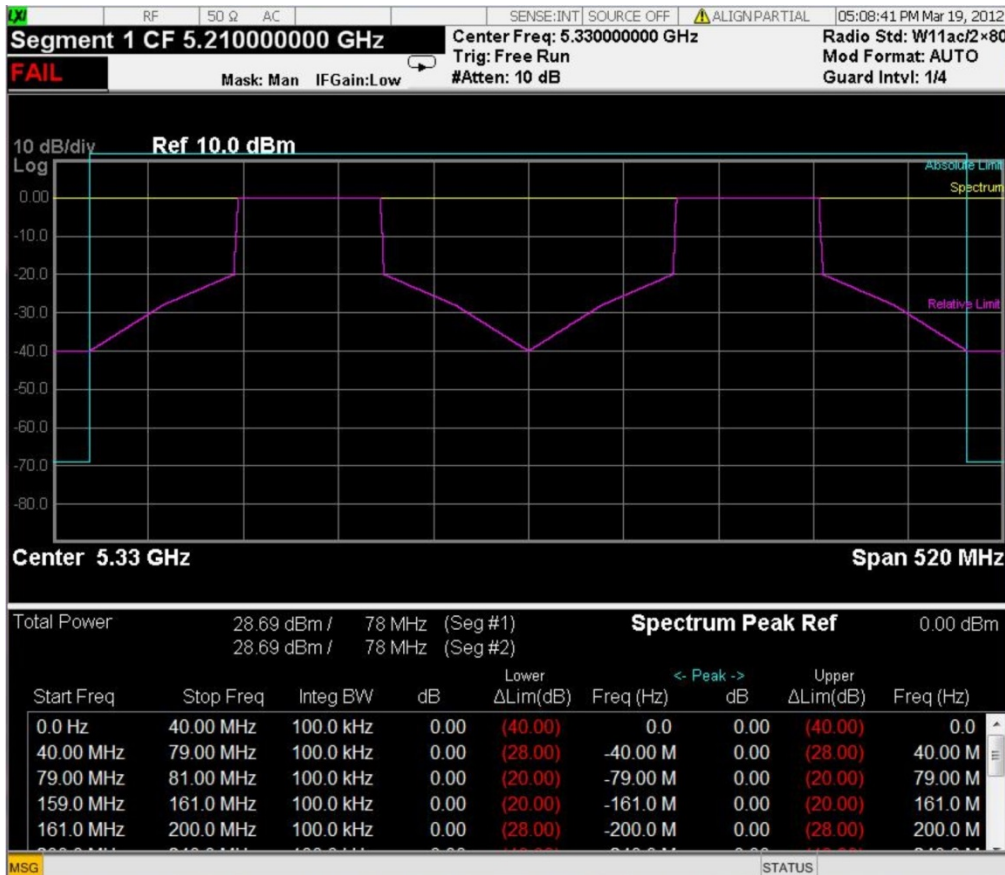 LXI RF 50 Ω AC SENSE:INT SOURCE OFF ALIGN PARTIAL 05:08:41 PM Mar 19, 2012
Segment 1 CF 5.210000000 GHz
Center Freq: 5.330000000 GHz
Radio Std: W11ac/2×80
Trig: Free Run
Mod Format: AUTO
FAIL
Mask: Man IFGain:Low
#Atten: 10 dB
Guard Intvl: 1/4
10 dB/div Ref 10.0 dBm
Log
Absolute Limit
Spectrum
Relative Limit
0.00
-10.0
-20.0
-30.0
-40.0
-50.0
-60.0
-70.0
-80.0
Center 5.33 GHz Span 520 MHz
Total Power 28.69 dBm / 78 MHz (Seg #1) Spectrum Peak Ref 0.00 dBm
28.69 dBm / 78 MHz (Seg #2)
Lower <- Peak -> Upper
Start Freq Stop Freq Integ BW dB ΔLim(dB) Freq (Hz) dB ΔLim(dB) Freq (Hz)
0.0 Hz 40.00 MHz 100.0 kHz 0.00 (40.00) 0.0 0.00 (40.00) 0.0
40.00 MHz 79.00 MHz 100.0 kHz 0.00 (28.00) -40.00 M 0.00 (28.00) 40.00 M
79.00 MHz 81.00 MHz 100.0 kHz 0.00 (20.00) -79.00 M 0.00 (20.00) 79.00 M
159.0 MHz 161.0 MHz 100.0 kHz 0.00 (20.00) -161.0 M 0.00 (20.00) 161.0 M
161.0 MHz 200.0 MHz 100.0 kHz 0.00 (28.00) -200.0 M 0.00 (28.00) 200.0 M
MSG STATUS